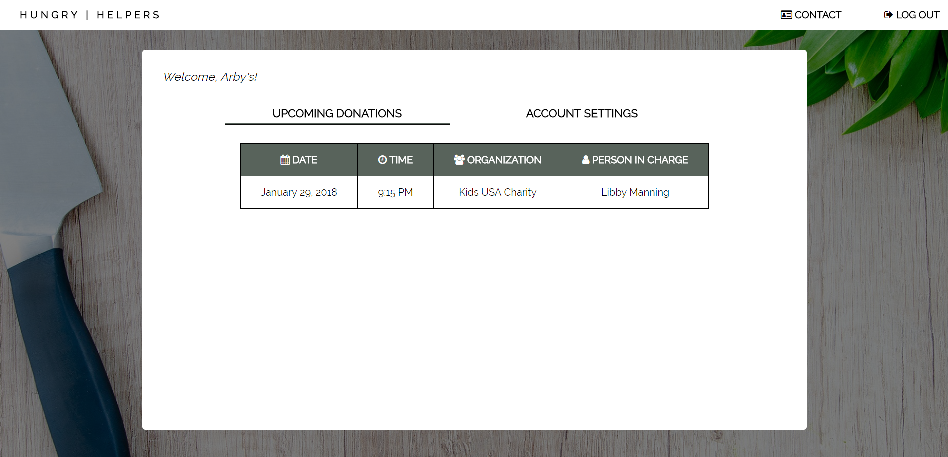 HUNGRY | HELPERS CONTACT LOG OUT
Welcome, Arby's!
UPCOMING DONATIONS ACCOUNT SETTINGS
DATE TIME ORGANIZATION PERSON IN CHARGE
January 29, 2018 9:15 PM Kids USA Charity Libby Manning